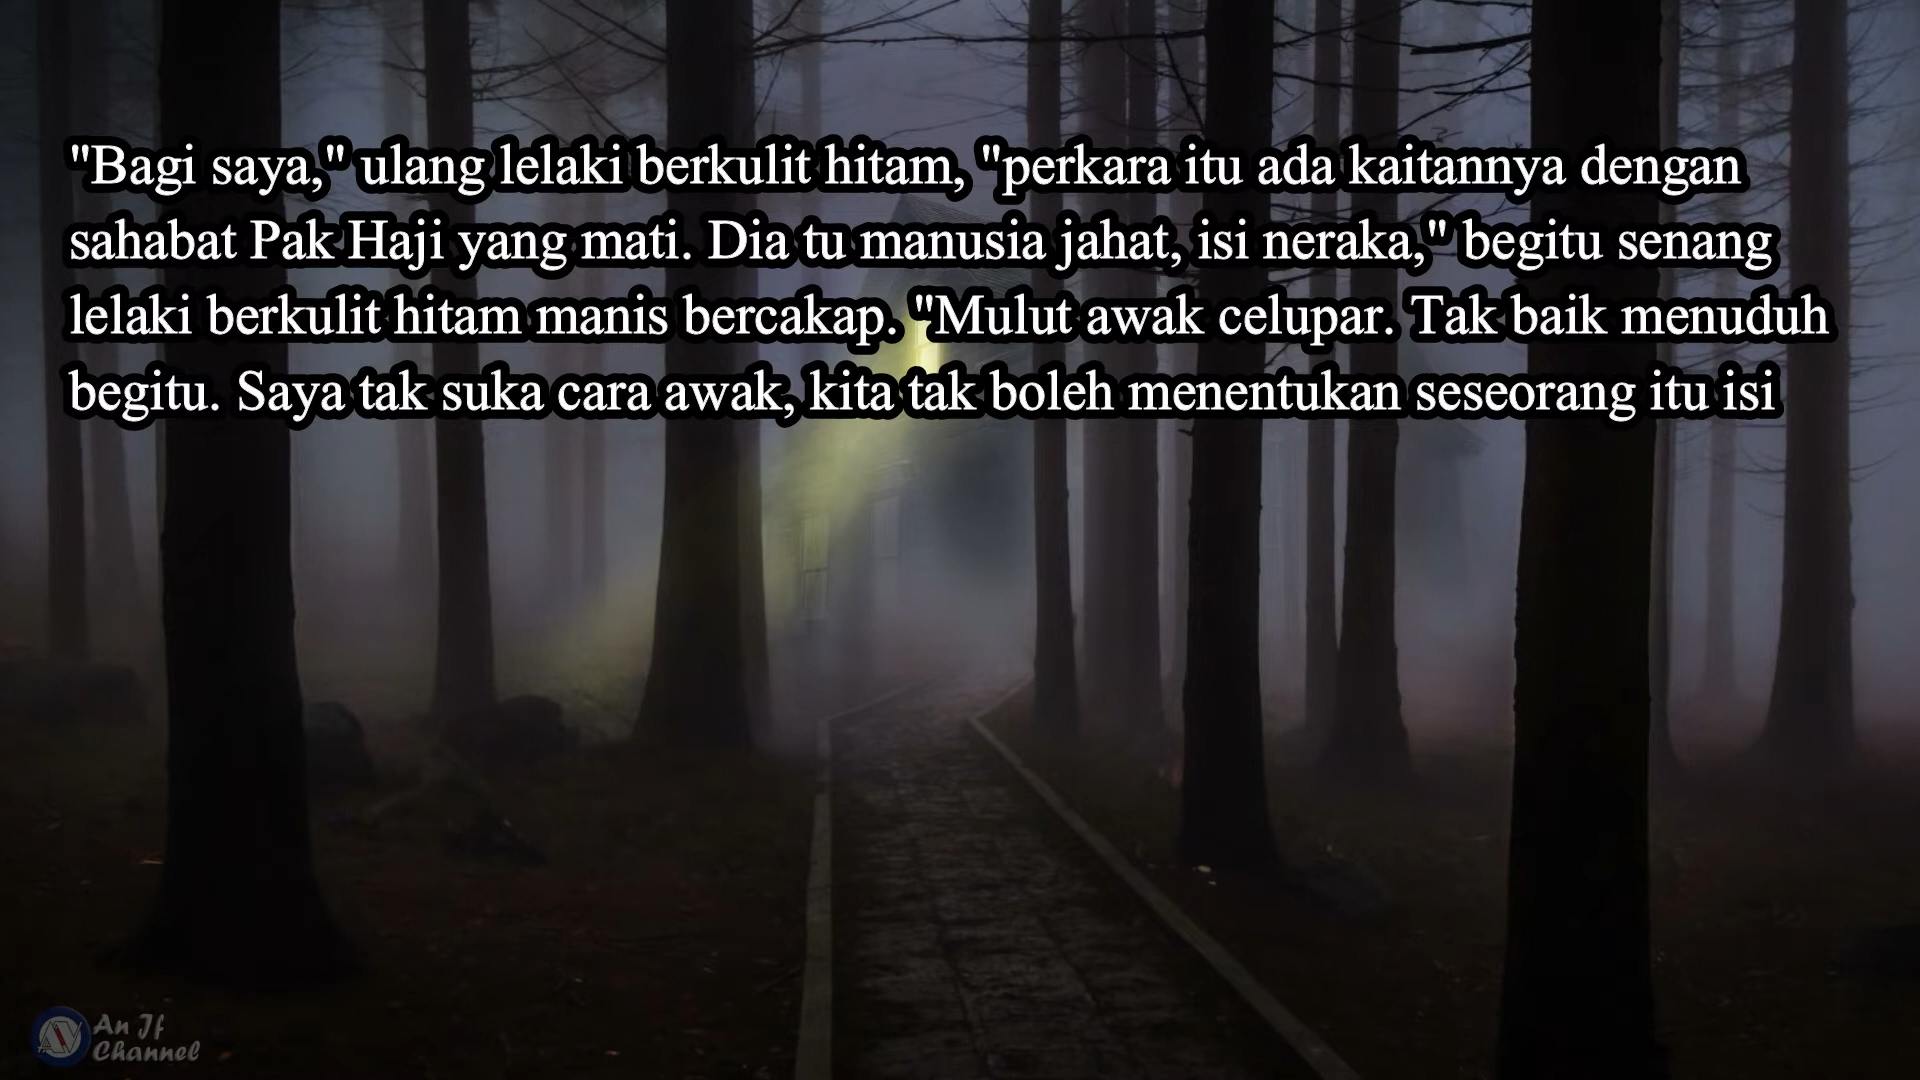 "Bagi saya," ulang lelaki berkulit hitam, "perkara itu ada kaitannya dengan
sahabat Pak Haji yang mati. Dia tu manusia jahat, isi neraka," begitu senang
lelaki berkulit hitam manis bercakap. "Mulut awak celupar. Tak baik menuduh
begitu. Saya tak suka cara awak, kita tak boleh menentukan seseorang itu isi
An If
Channel